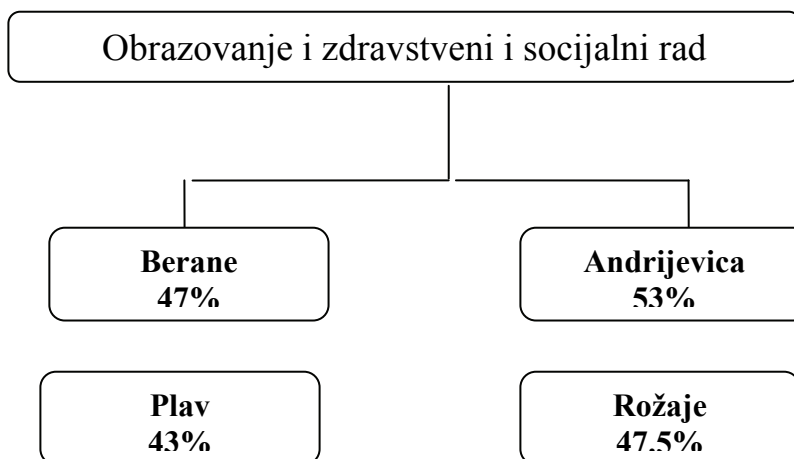 Obrazovanje i zdravstveni i socijalni rad
Berane
47%
Andrijevica
53%
Plav
43%
Rožaje
47.5%